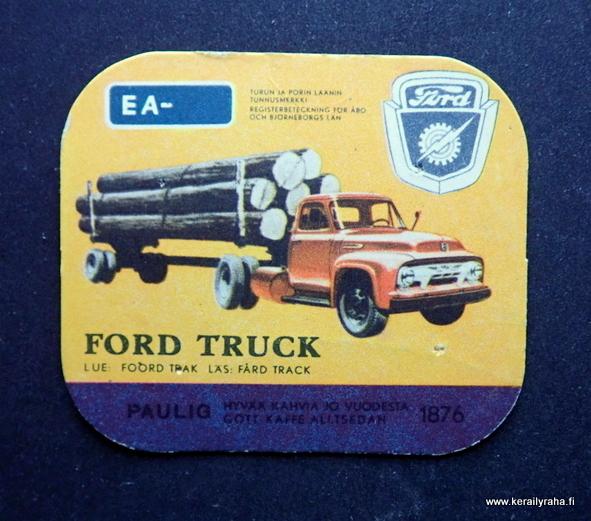 EA-
TURUN JA PORIN LÄÄNIN
TUNNUSMERKKI
REGISTERBETECKNING FÖR ÅBO
OCH BJÖRNEBORGS LÄN
Ford
FORD TRUCK
LUE: FOORD TRAK LÄS: FÅRD TRACK
PAULIG HYVÄÄ KAHVIA JO VUODESTA 1876
GOTT KAFFE ALLTSEDAN
www.kerailyraha.fi